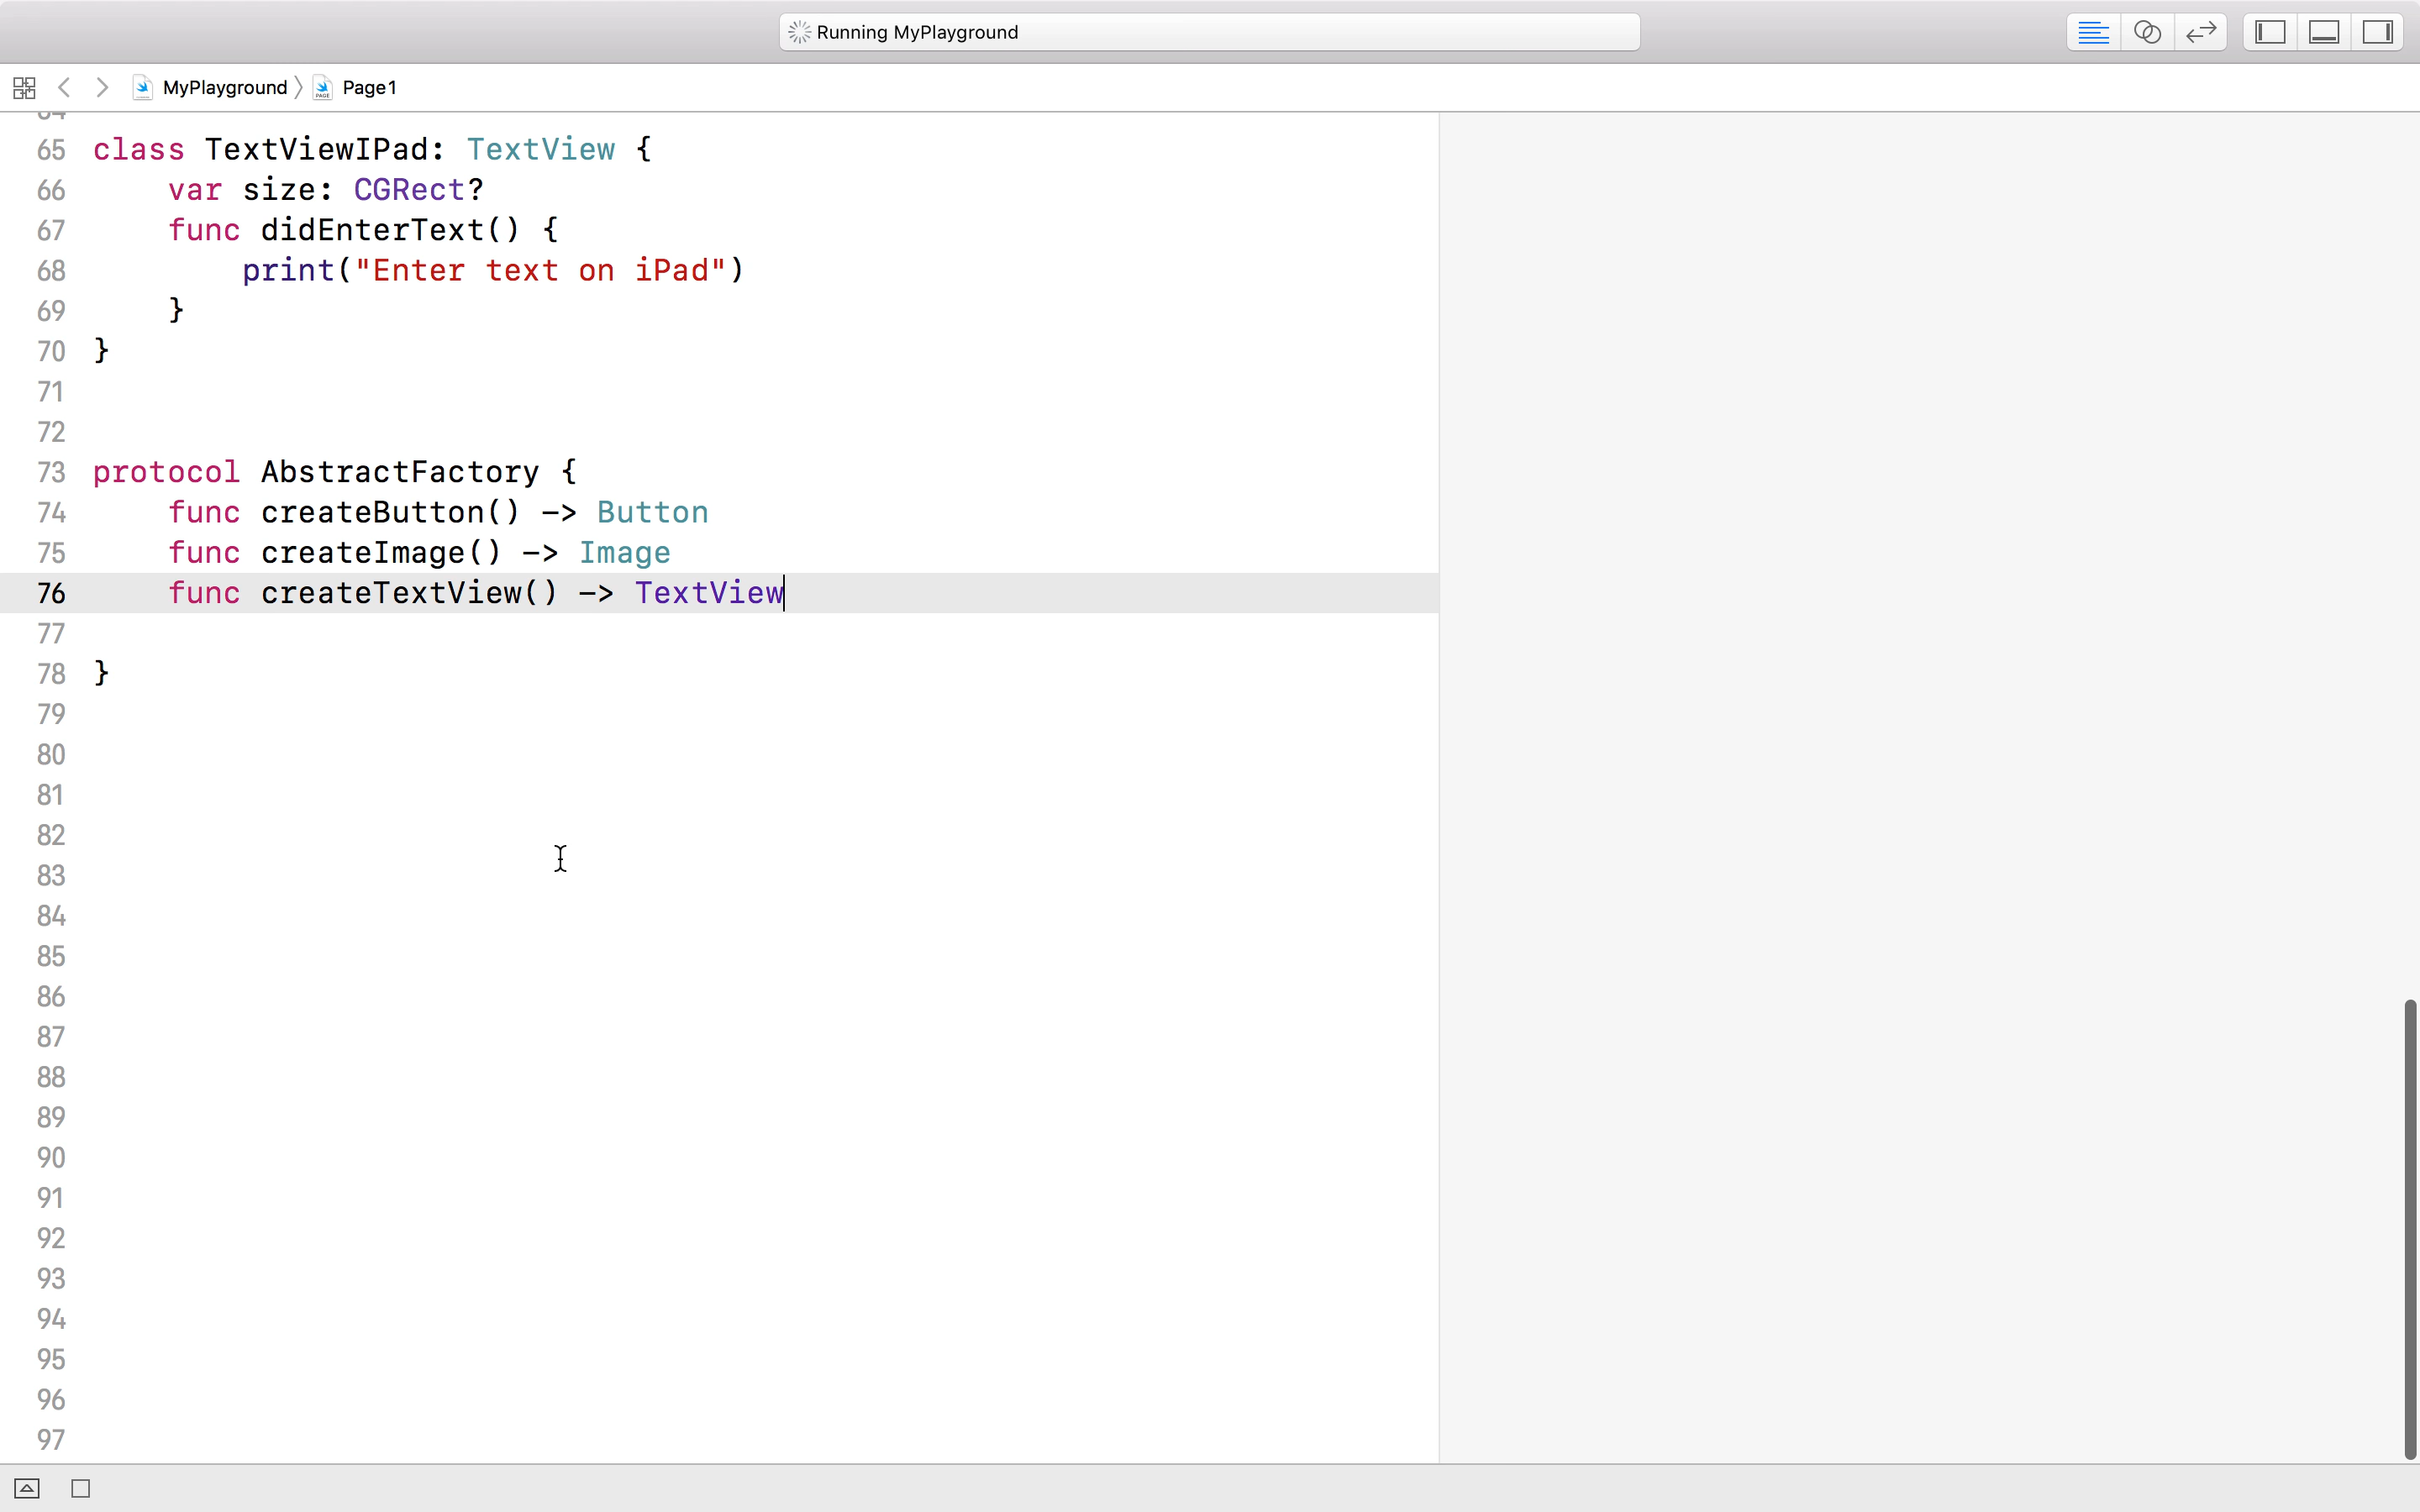 Running MyPlayground
MyPlayground Page1
65 class TextViewIPad: TextView {
66 var size: CGRect?
67 func didEnterText() {
68 print("Enter text on iPad")
69 }
70 }
71
72
73 protocol AbstractFactory {
74 func createButton() -> Button
75 func createImage() -> Image
76 func createTextView() -> TextView
77
78 }
79
80
81
82
83
84
85
86
87
88
89
90
91
92
93
94
95
96
97